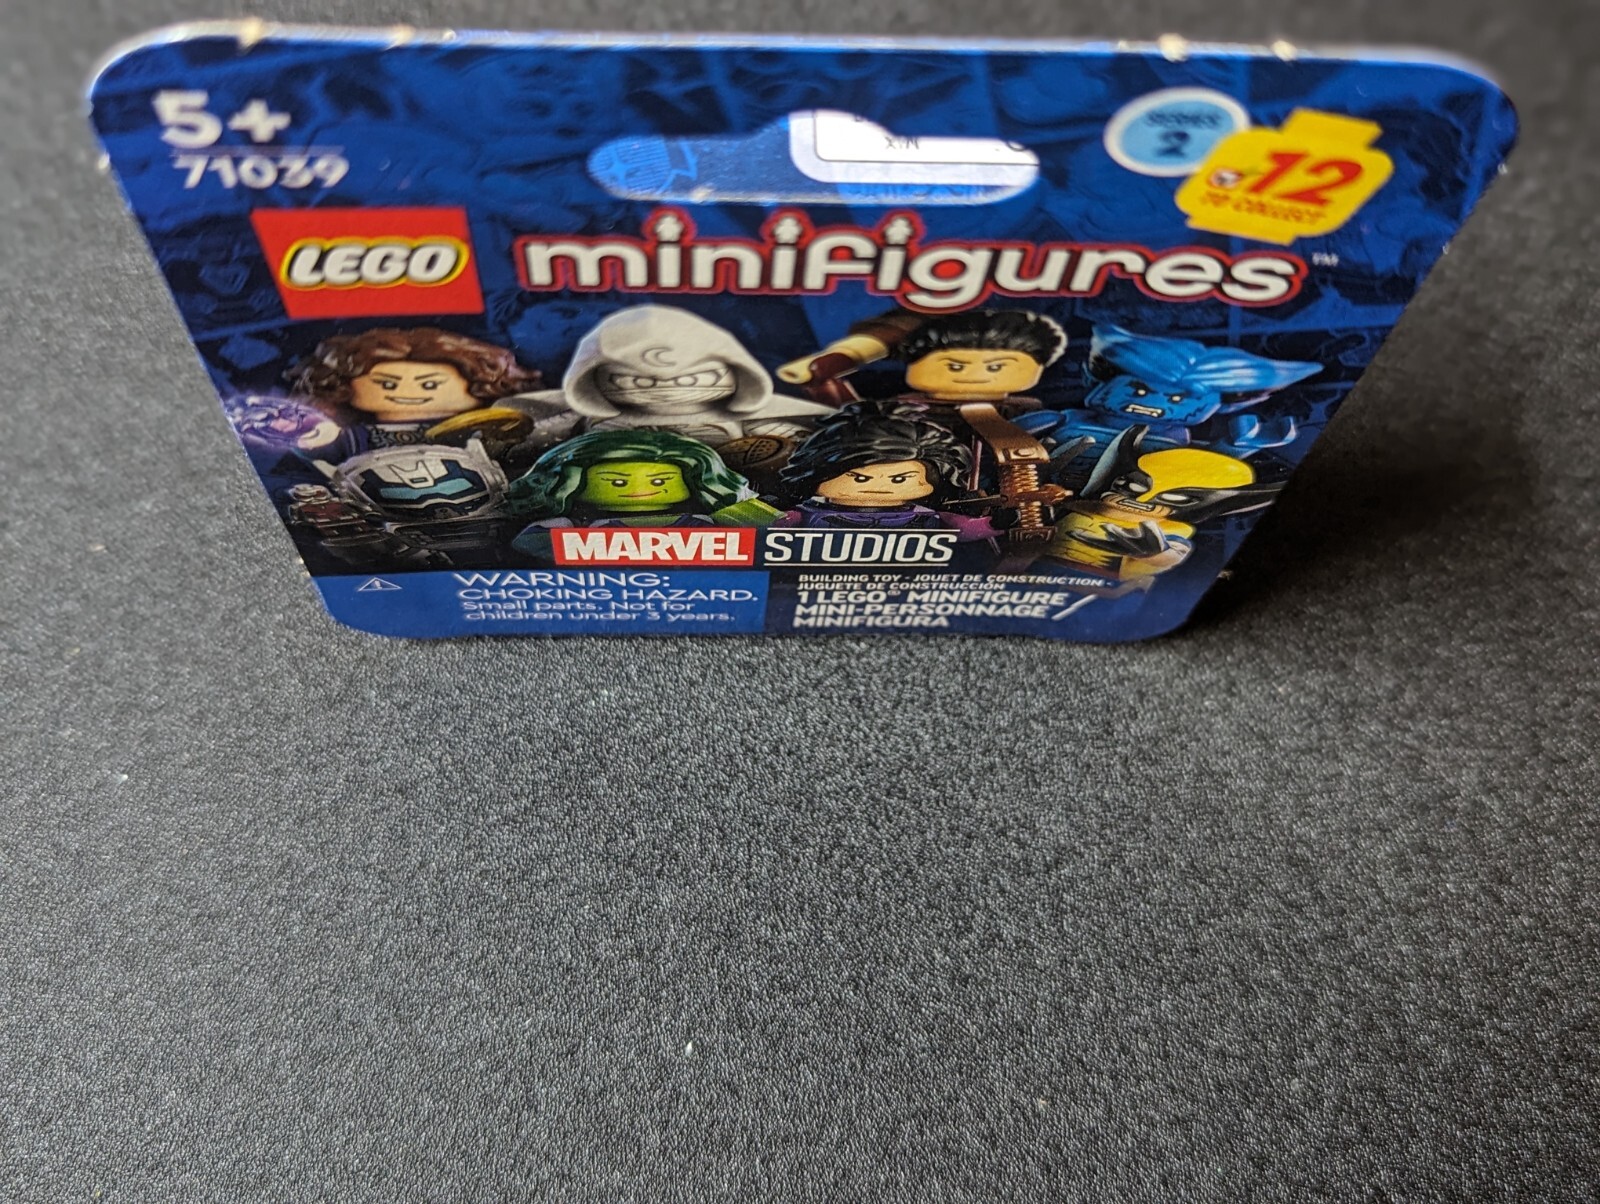 5+
71039
SERIES
2
12
LEGO
minifigures™
MARVEL STUDIOS
WARNING:
CHOKING HAZARD.
Small parts. Not for
children under 3 years.
BUILDING TOY - JOUET DE CONSTRUCTION -
JUGUETE DE CONSTRUCCIÓN
1 LEGO® MINIFIGURE /
MINI-PERSONNAGE /
MINIFIGURA